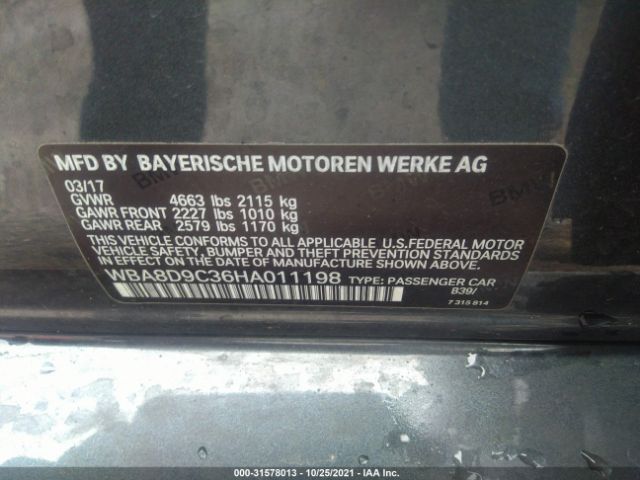 MFD BY BAYERISCHE MOTOREN WERKE AG
03/17
GVWR 4663 lbs 2115 kg
GAWR FRONT 2227 lbs 1010 kg
GAWR REAR 2579 lbs 1170 kg
THIS VEHICLE CONFORMS TO ALL APPLICABLE U.S.FEDERAL MOTOR
VEHICLE SAFETY, BUMPER AND THEFT PREVENTION STANDARDS
IN EFFECT ON THE DATE OF MANUFACTURE SHOWN ABOVE.
WBA8D9C36HA011198 TYPE: PASSENGER CAR
B39/
7 315 814
000-31578013 - 10/25/2021 - IAA Inc.